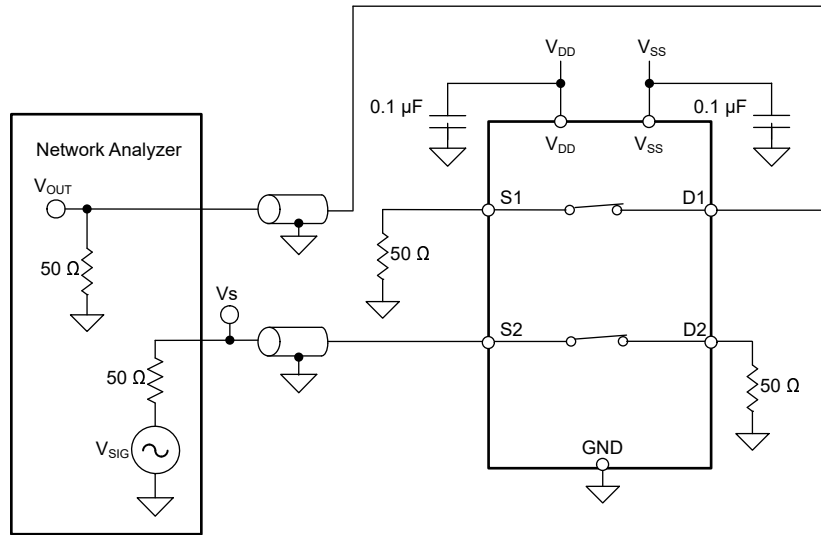 V_DD
V_SS
0.1 µF
0.1 µF
V_DD
V_SS
Network Analyzer
V_OUT
S1
D1
50 Ω
50 Ω
Vs
S2
D2
50 Ω
50 Ω
V_SIG
GND